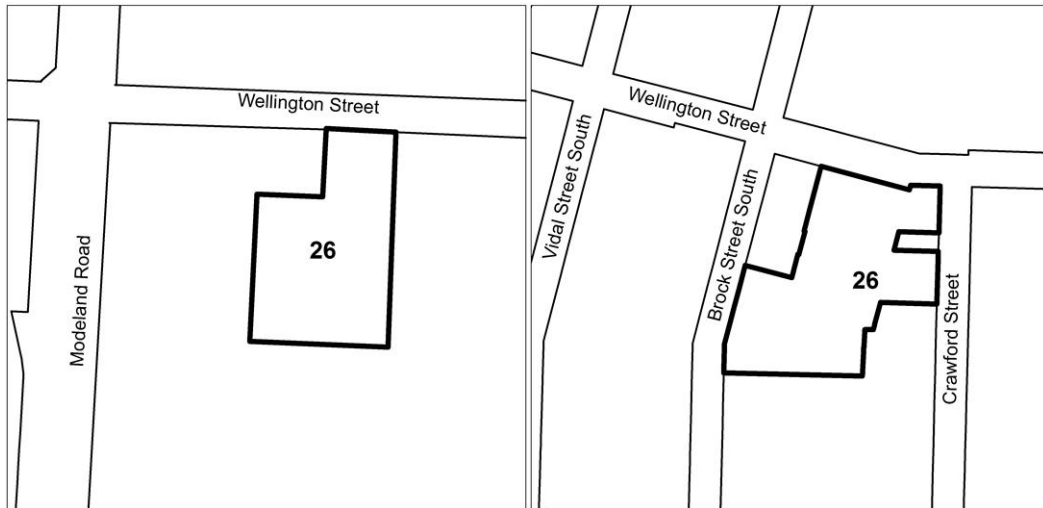 Wellington Street
26
Modeland Road
Wellington Street
Vidal Street South
Brock Street South
26
Crawford Street